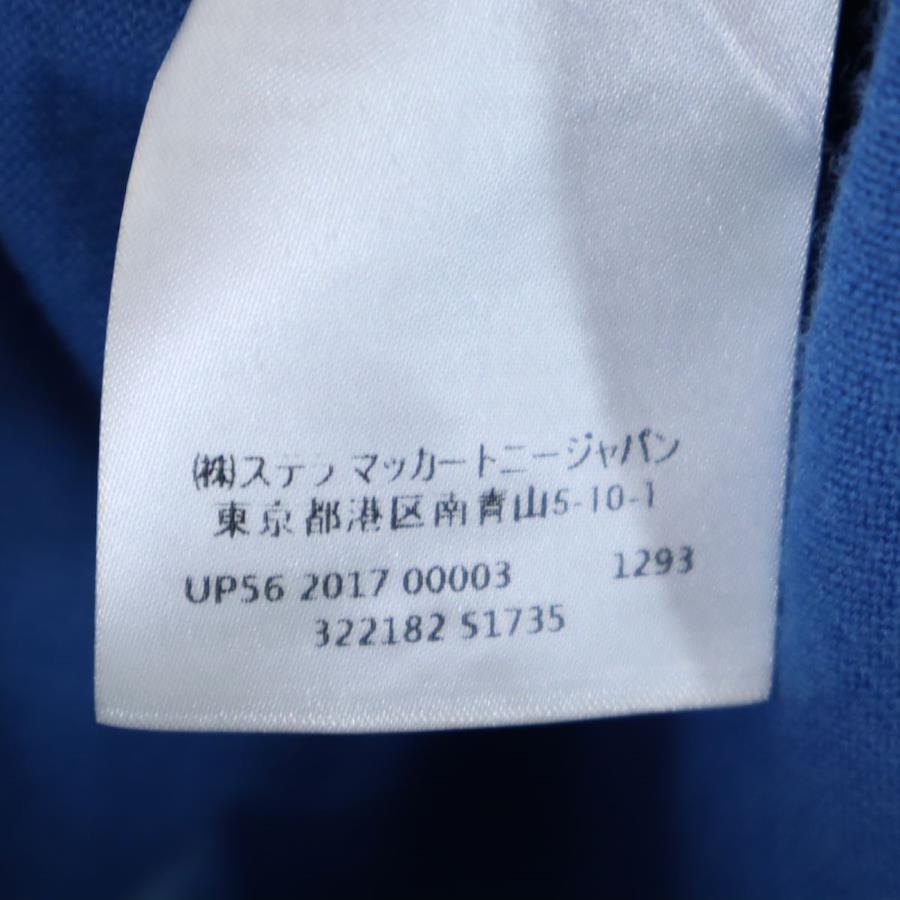 ㈱ステラ マッカートニージャパン
東京都港区南青山5-10-1
UP56 2017 00003 1293
322182 S1735